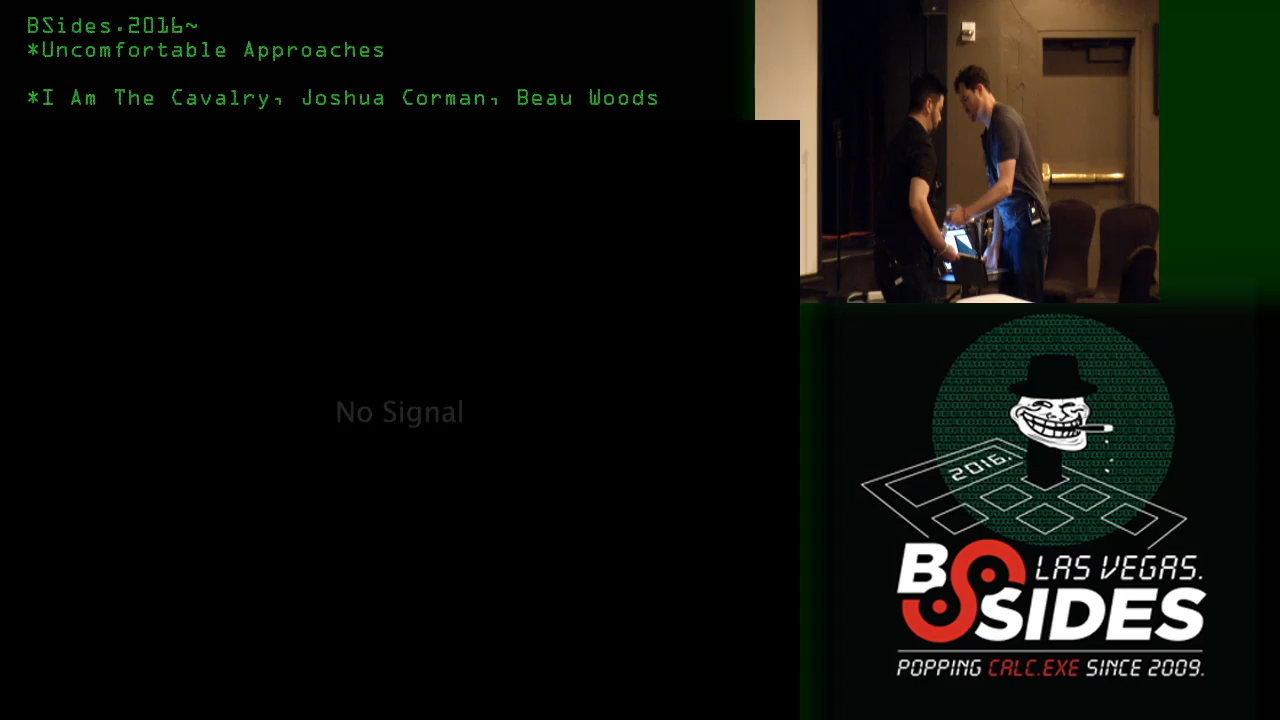 BSides.2016~
*Uncomfortable Approaches
*I Am The Cavalry, Joshua Corman, Beau Woods
No Signal
2016.
BSIDES
LAS VEGAS.
POPPING CALC.EXE SINCE 2009.